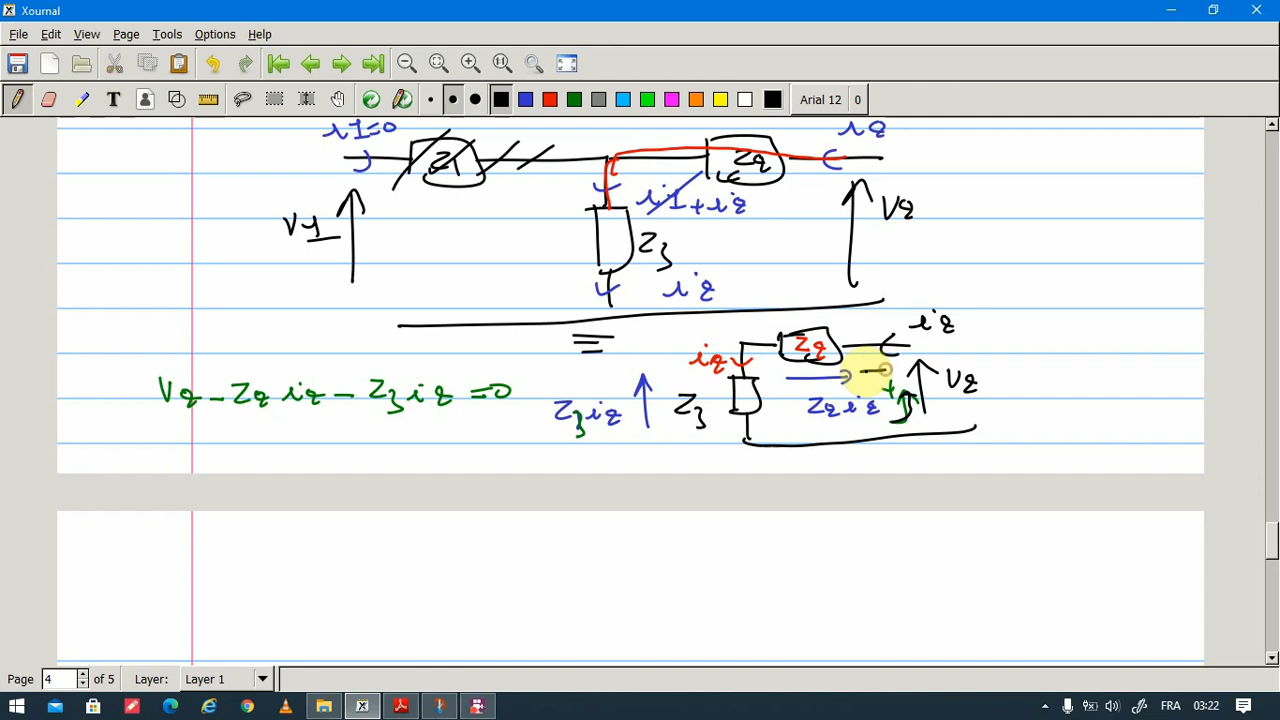 Xournal
File Edit View Page Tools Options Help
Arial 12 0
i1=0
i2
Z1
Z2
i1+i2
V1
V2
Z3
i2
i2
Z2
i2
V2
V2 - Z2 i2 - Z3 i2 = 0
Z3 i2
Z3
Z2 i2
+
Page 4 of 5 Layer: Layer 1
FRA 03:22